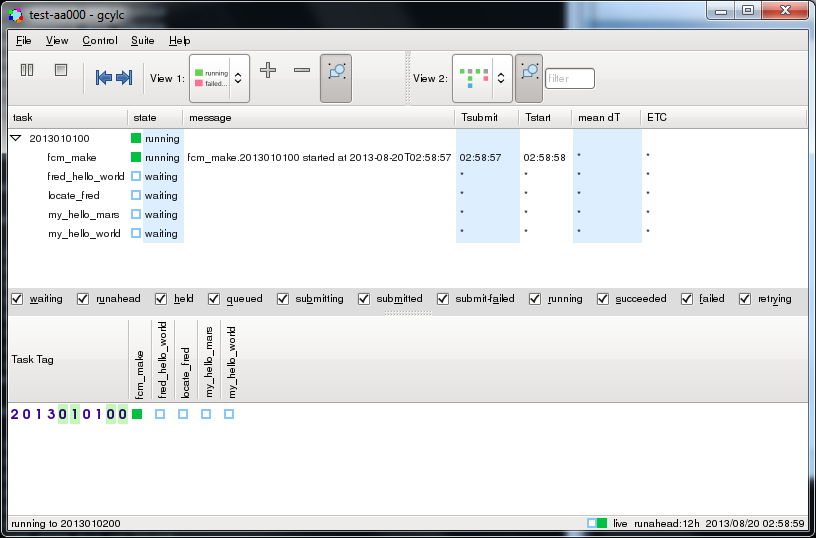 test-aa000 - gcylc
File View Control Suite Help
View 1: running failed... View 2: filter
task state message Tsubmit Tstart mean dT ETC
2013010100 running
fcm_make running fcm_make.2013010100 started at 2013-08-20T02:58:57 02:58:57 02:58:58 * *
fred_hello_world waiting * * * *
locate_fred waiting * * * *
my_hello_mars waiting * * * *
my_hello_world waiting * * * *
waiting runahead held queued submitting submitted submit-failed running succeeded failed retrying
Task Tag fcm_make fred_hello_world locate_fred my_hello_mars my_hello_world
2013010100
running to 2013010200 live runahead:12h 2013/08/20 02:58:59